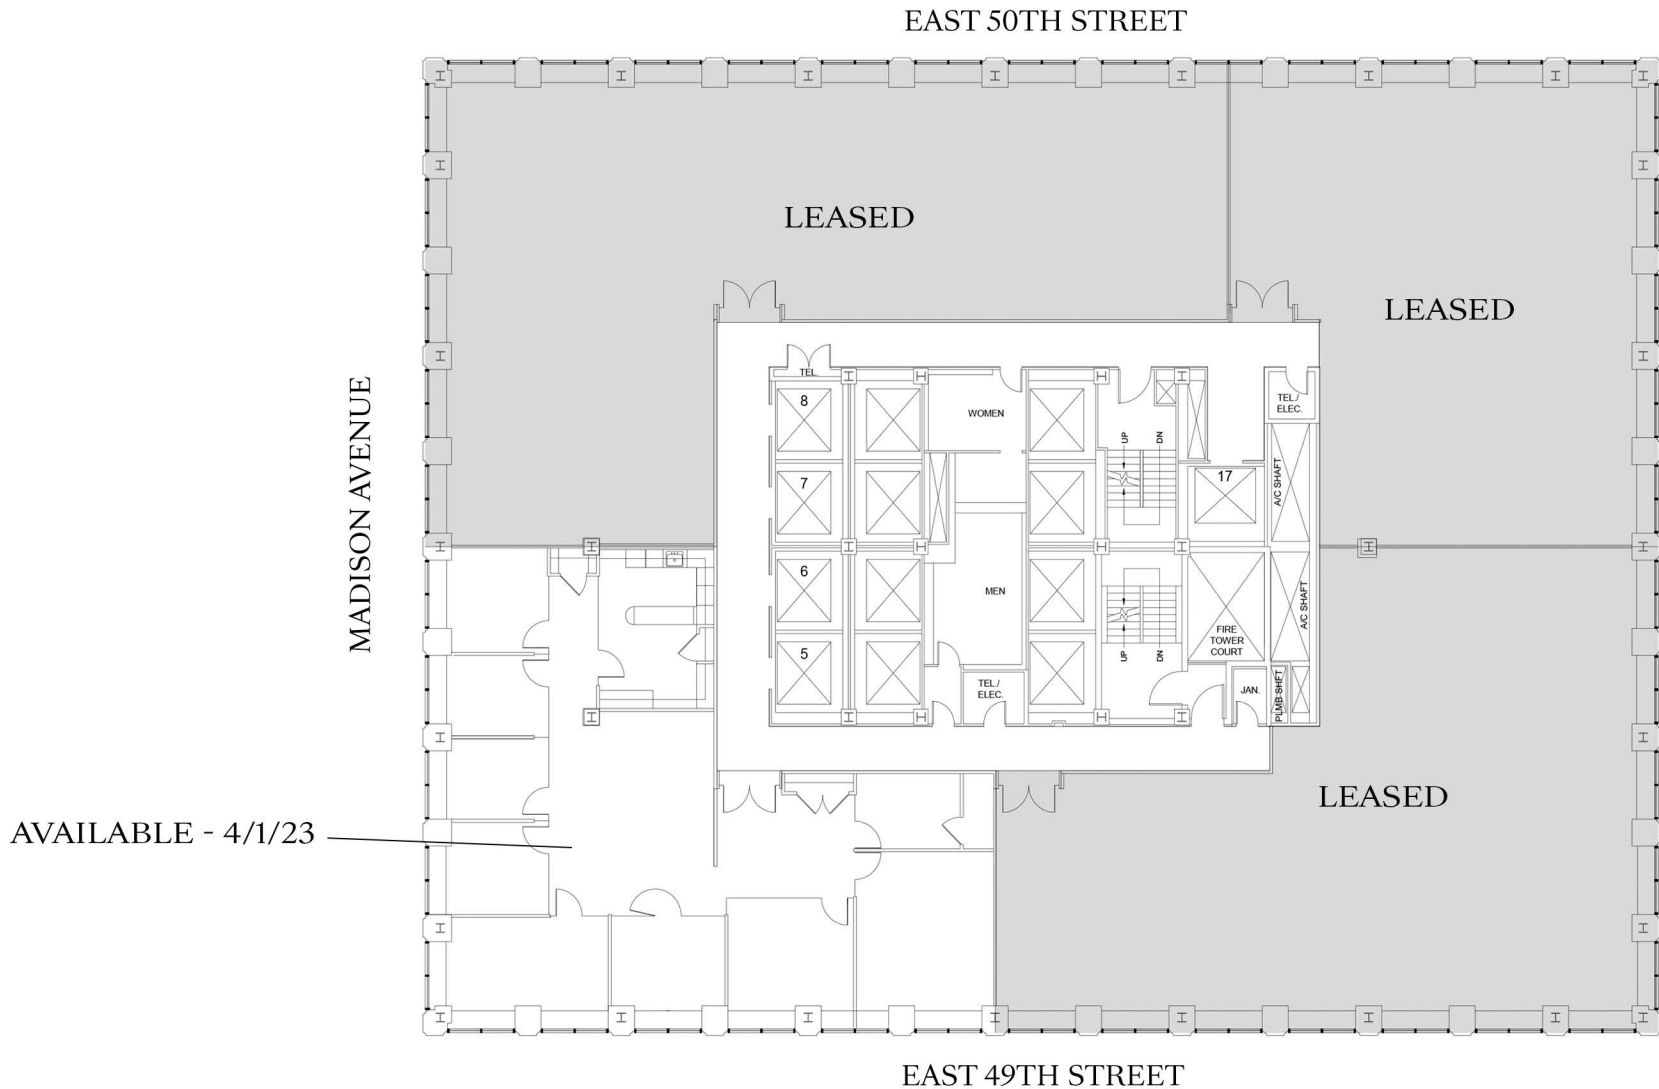 EAST 50TH STREET
LEASED
LEASED
MADISON AVENUE
TEL.
8
WOMEN
UP
DN
TEL./
ELEC.
7
17
A/C SHAFT
6
MEN
A/C SHAFT
5
UP
DN
FIRE
TOWER
COURT
TEL./
ELEC.
JAN.
PLMB SHFT
LEASED
AVAILABLE - 4/1/23
EAST 49TH STREET